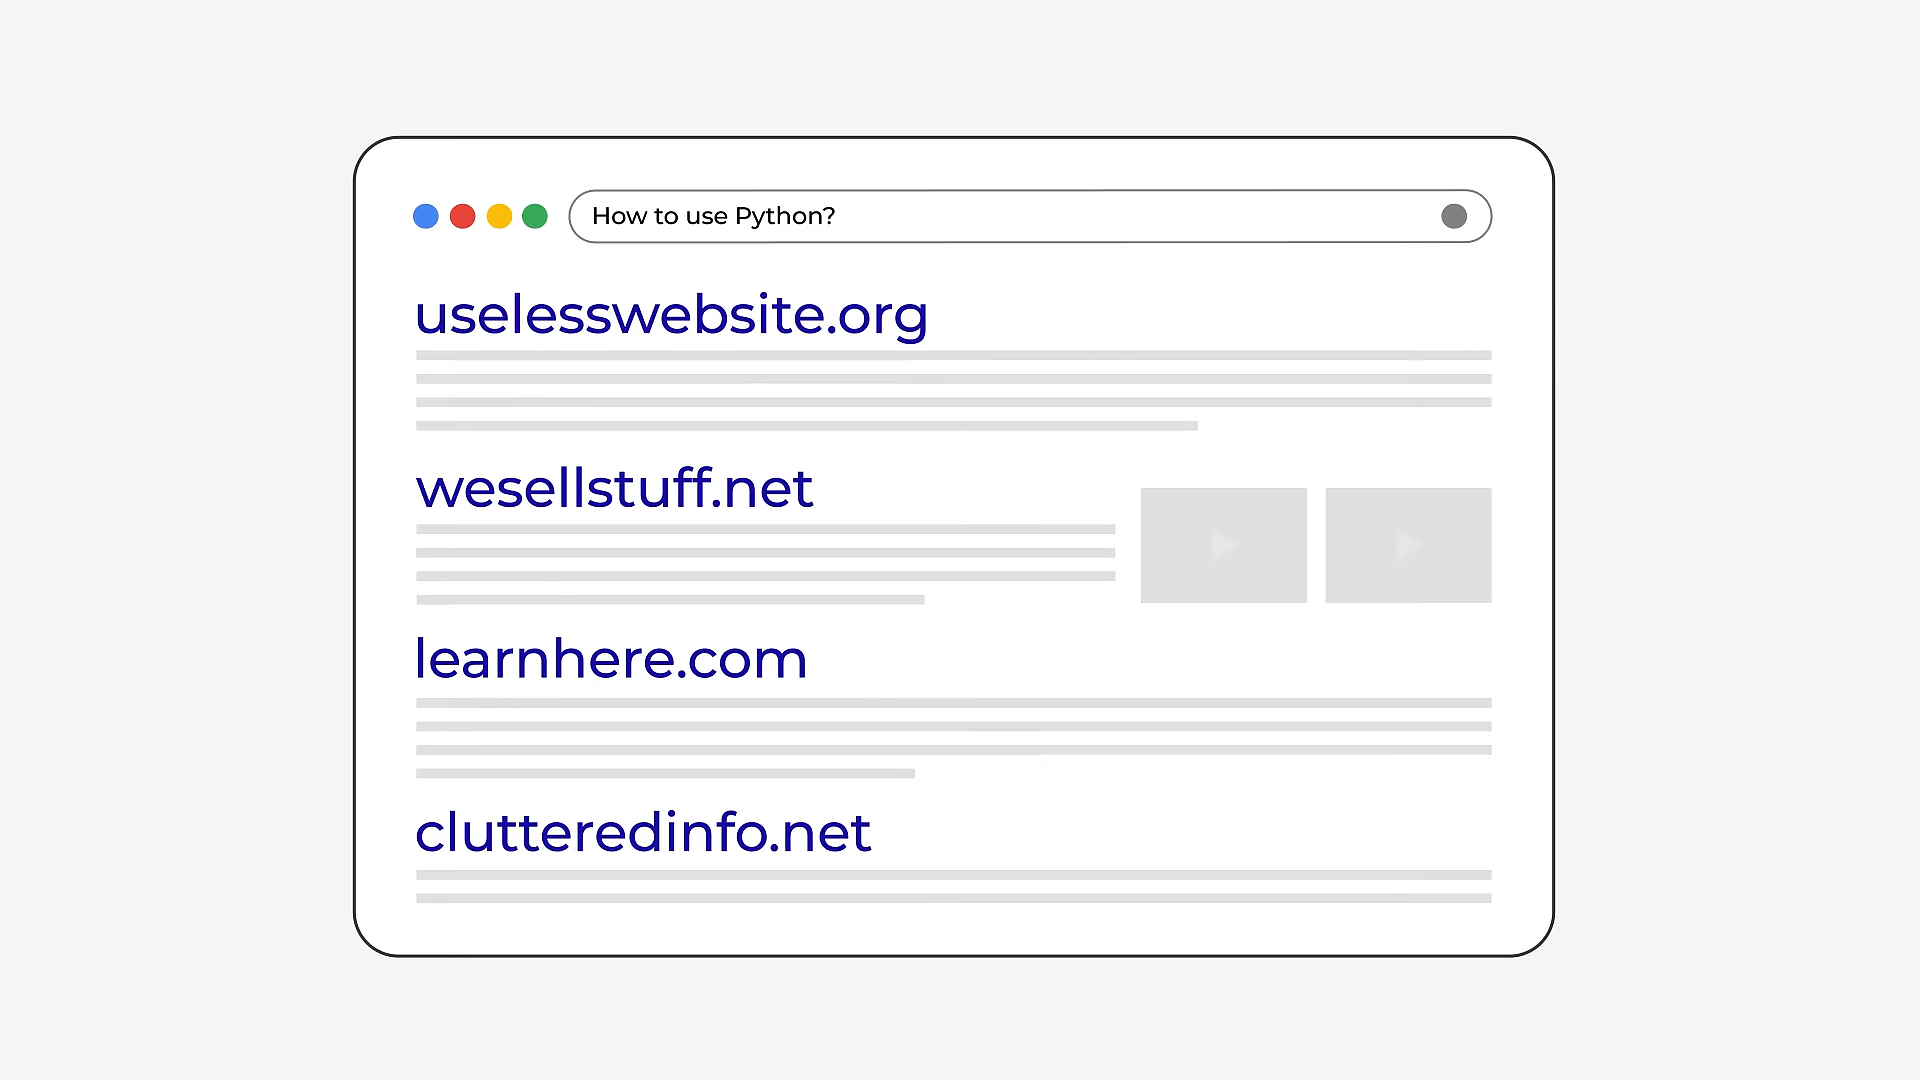 How to use Python?
uselesswebsite.org
wesellstuff.net
learnhere.com
clutteredinfo.net